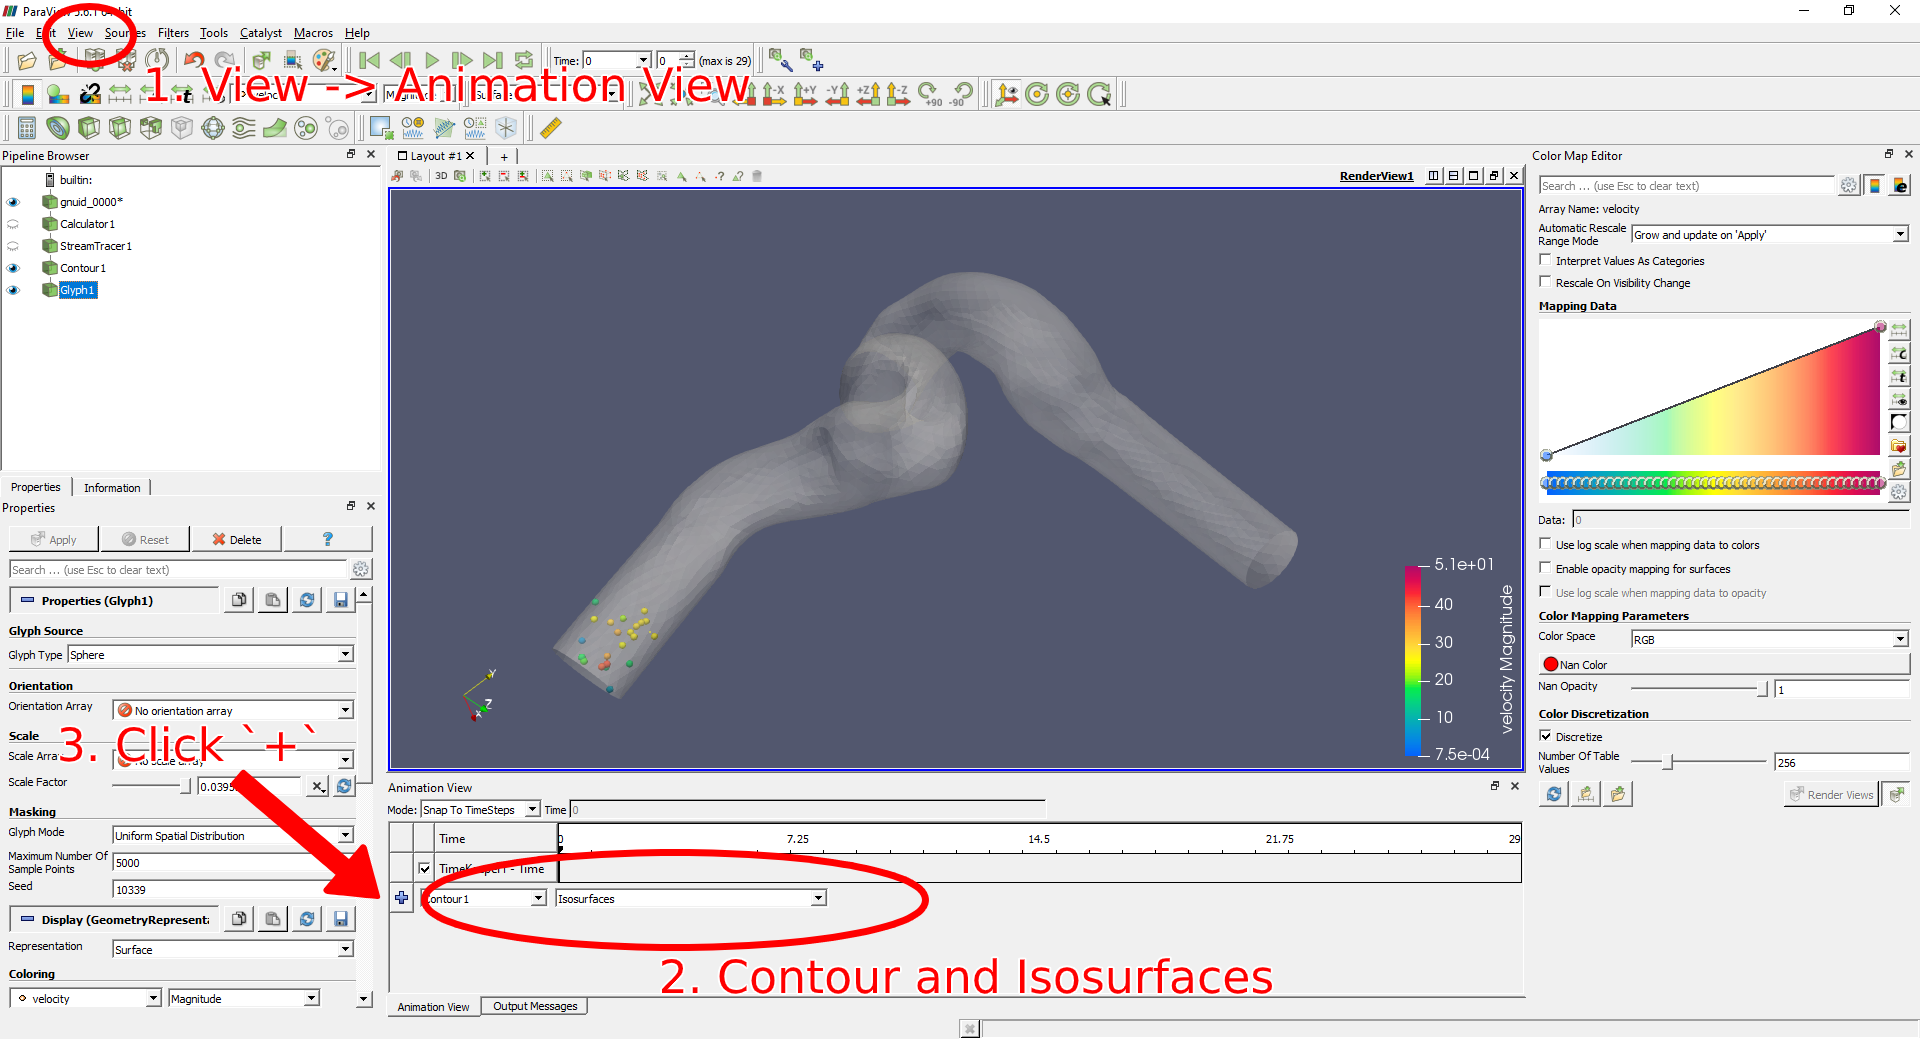 ParaView 5.6.1 64-bit
File Edit View Sources Filters Tools Catalyst Macros Help
Time: 0 0 (max is 29)
1. View -> Animation View
-X +Y -Y +Z -Z +90 -90
Pipeline Browser
builtin:
gnuid_0000*
Calculator1
StreamTracer1
Contour1
Glyph1
Properties Information
Properties
Apply Reset Delete ?
Search ... (use Esc to clear text)
Properties (Glyph1)
Glyph Source
Glyph Type Sphere
Orientation
Orientation Array No orientation array
Scale
3. Click `+`
Scale Array No scale array
Scale Factor 0.039
Masking
Glyph Mode Uniform Spatial Distribution
Maximum Number Of
Sample Points 5000
Seed 10339
Display (GeometryRepresenta
Representation Surface
Coloring
velocity Magnitude
Layout #1 +
3D
RenderView1
Y
Z
X
5.1e+01
40
30
20
10
7.5e-04
velocity Magnitude
Animation View
Mode: Snap To TimeSteps Time 0
Time 0 7.25 14.5 21.75 29
TimeKeeper1 - Time
Contour1 Isosurfaces
2. Contour and Isosurfaces
Animation View Output Messages
Color Map Editor
Search ... (use Esc to clear text)
Array Name: velocity
Automatic Rescale
Range Mode Grow and update on 'Apply'
Interpret Values As Categories
Rescale On Visibility Change
Mapping Data
Data: 0
Use log scale when mapping data to colors
Enable opacity mapping for surfaces
Use log scale when mapping data to opacity
Color Mapping Parameters
Color Space RGB
Nan Color
Nan Opacity 1
Color Discretization
Discretize
Number Of Table
Values 256
Render Views